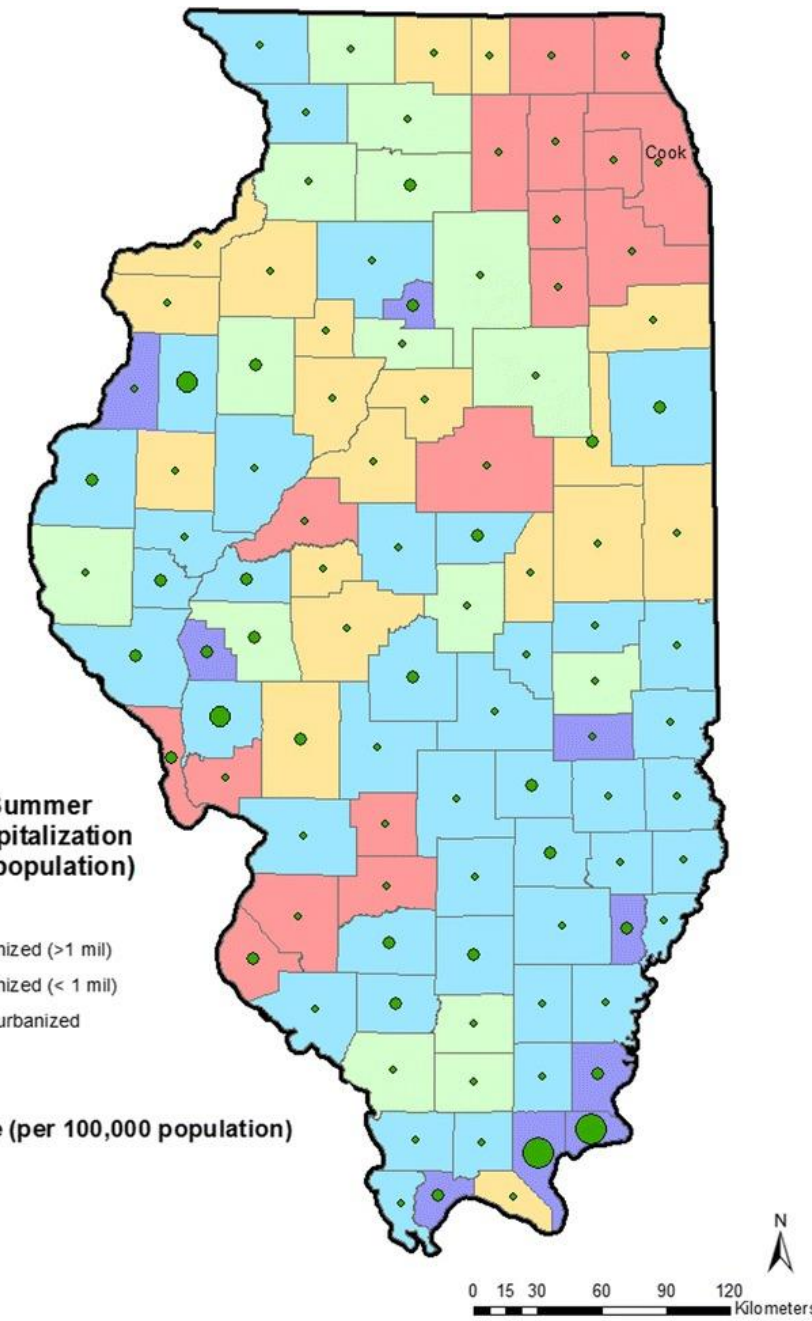 Cook
ummer
pitalization
population)
nized (>1 mil)
nized (< 1 mil)
urbanized
e (per 100,000 population)
N
0 15 30 60 90 120
Kilometers